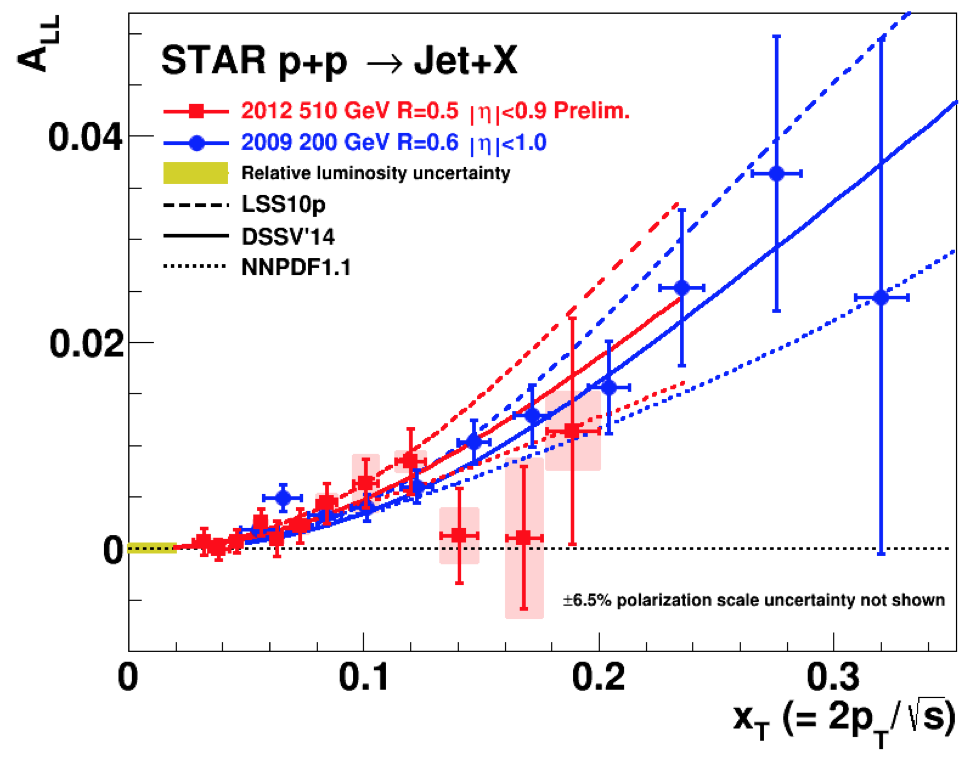 A_LL
STAR p+p → Jet+X
2012 510 GeV R=0.5 |η|<0.9 Prelim.
2009 200 GeV R=0.6 |η|<1.0
Relative luminosity uncertainty
LSS10p
DSSV'14
NNPDF1.1
0.04
0.02
0
±6.5% polarization scale uncertainty not shown
0 0.1 0.2 0.3
x_T (= 2p_T/√s)